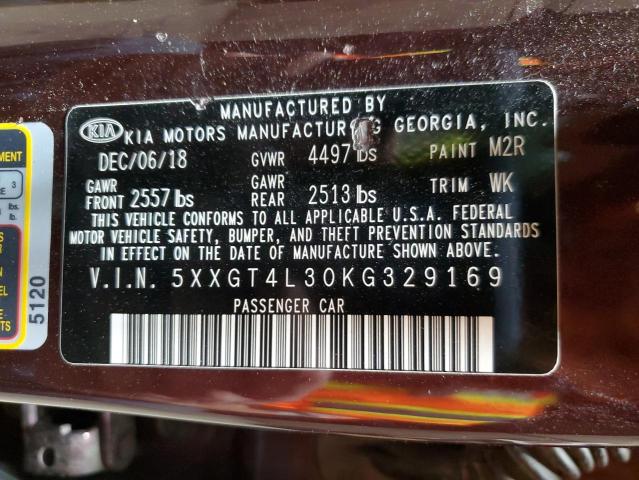 MANUFACTURED BY
KIA KIA MOTORS MANUFACTURING GEORGIA, INC.
DEC/06/18 GVWR 4497 lbs PAINT M2R
GAWR FRONT 2557 lbs GAWR REAR 2513 lbs TRIM WK
THIS VEHICLE CONFORMS TO ALL APPLICABLE U.S.A. FEDERAL
MOTOR VEHICLE SAFETY, BUMPER, AND THEFT PREVENTION STANDARDS
IN EFFECT ON THE DATE OF MANUFACTURE SHOWN ABOVE.
V.I.N. 5XXGT4L30KG329169
PASSENGER CAR
5120
3